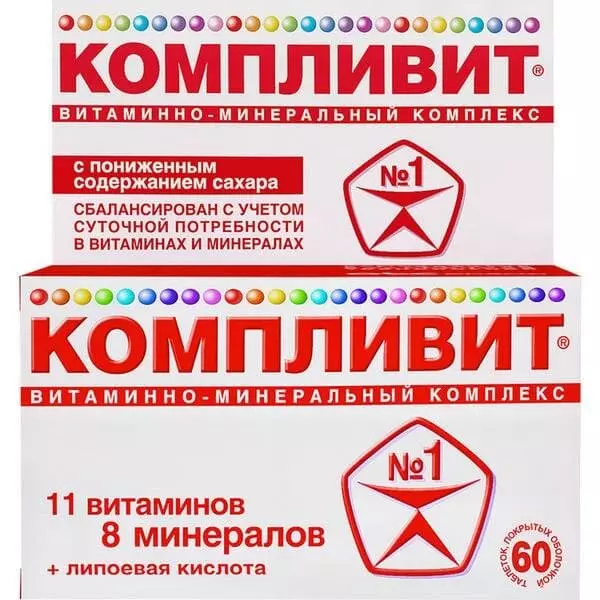 КОМПЛИВИТ®
ВИТАМИННО-МИНЕРАЛЬНЫЙ КОМПЛЕКС
с пониженным
содержанием сахара
№1
СБАЛАНСИРОВАН С УЧЕТОМ
СУТОЧНОЙ ПОТРЕБНОСТИ
В ВИТАМИНАХ И МИНЕРАЛАХ
КОМПЛИВИТ®
ВИТАМИННО-МИНЕРАЛЬНЫЙ КОМПЛЕКС
№1
11 витаминов
8 минералов
+ липоевая кислота
60
ТАБЛЕТОК, ПОКРЫТЫХ ОБОЛОЧКОЙ